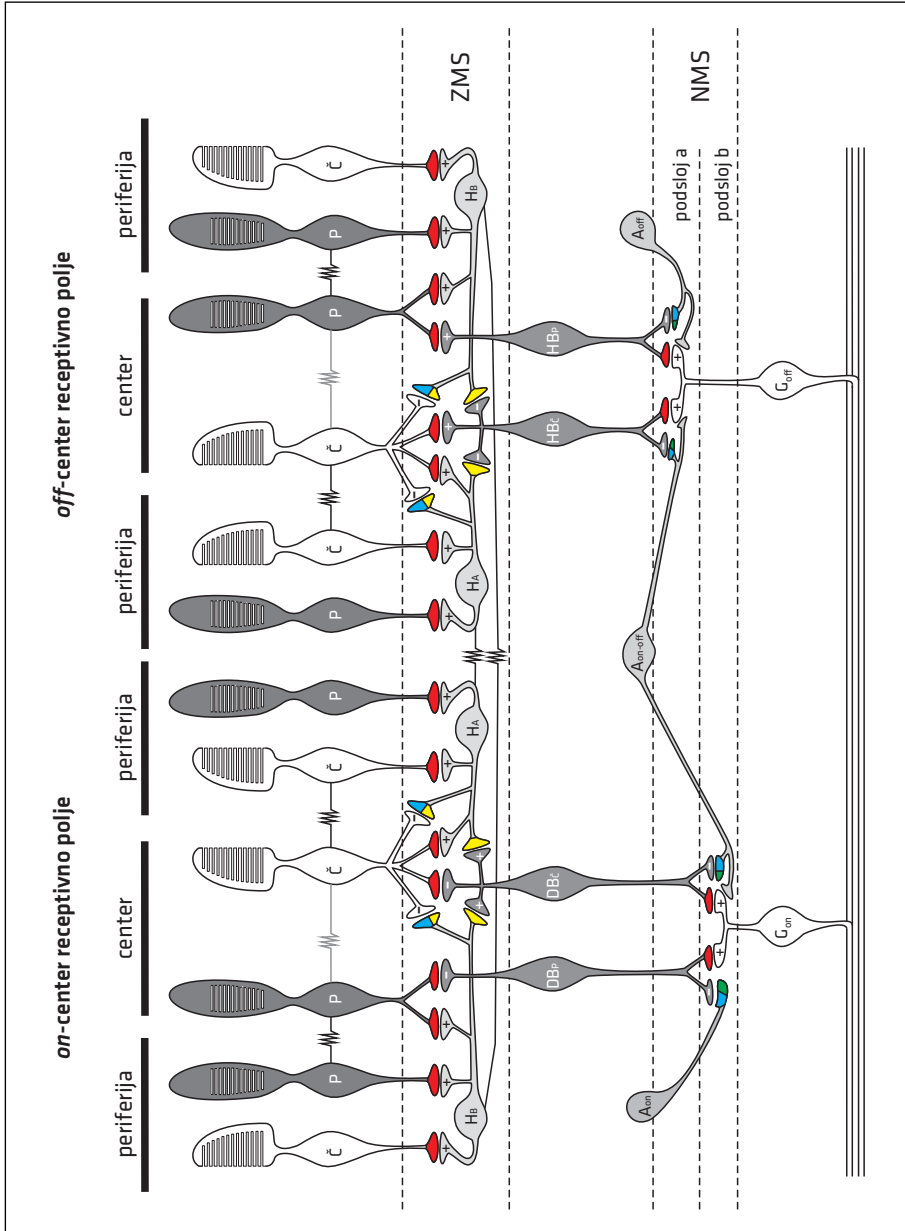 on-center receptivno polje
off-center receptivno polje
periferija
center
periferija
periferija
center
periferija
Č
P
P
Č
Č
P
P
Č
Č
P
P
Č
− − − −
+ + + − − + + + + + + + + + + +
+ + − −
ZMS
HB
HA
HA
HB
DBP
DBC
HBC
HBP
Aon
Aon-off
Aoff
− + + −
podsloj a
NMS
− + + −
podsloj b
Gon
Goff